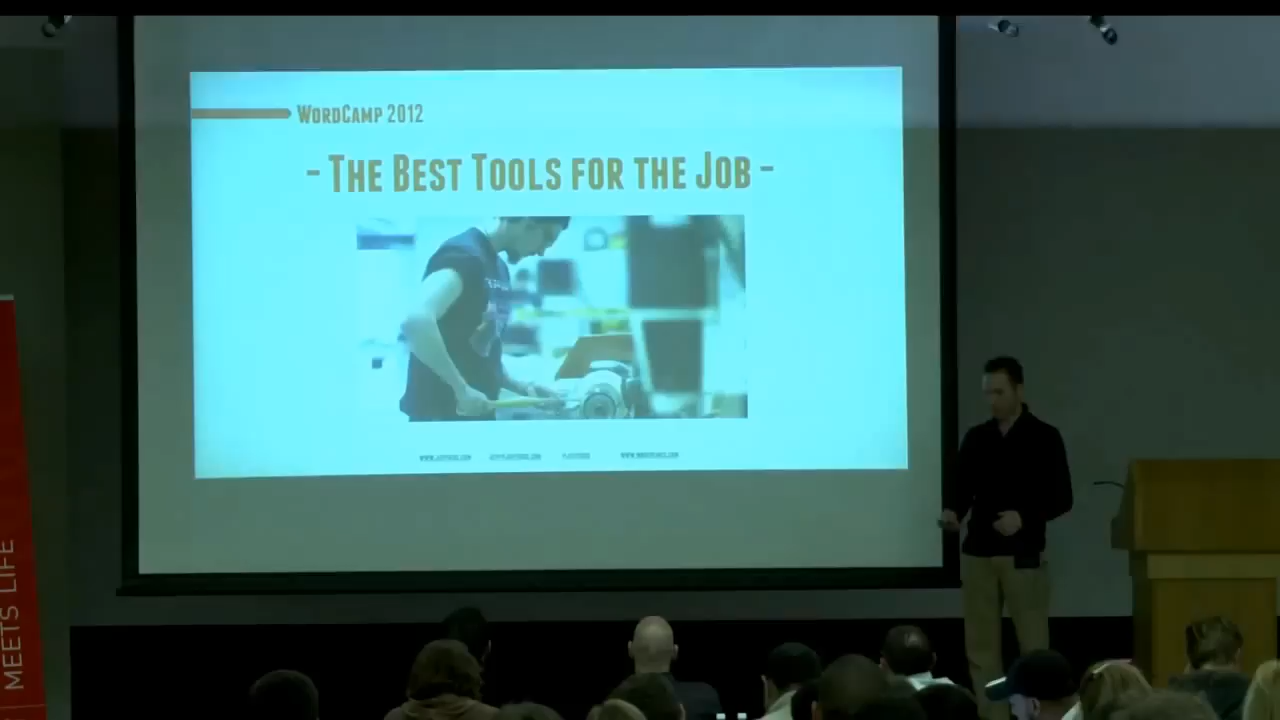 WORDCAMP 2012
- THE BEST TOOLS FOR THE JOB -
MEETS LIFE